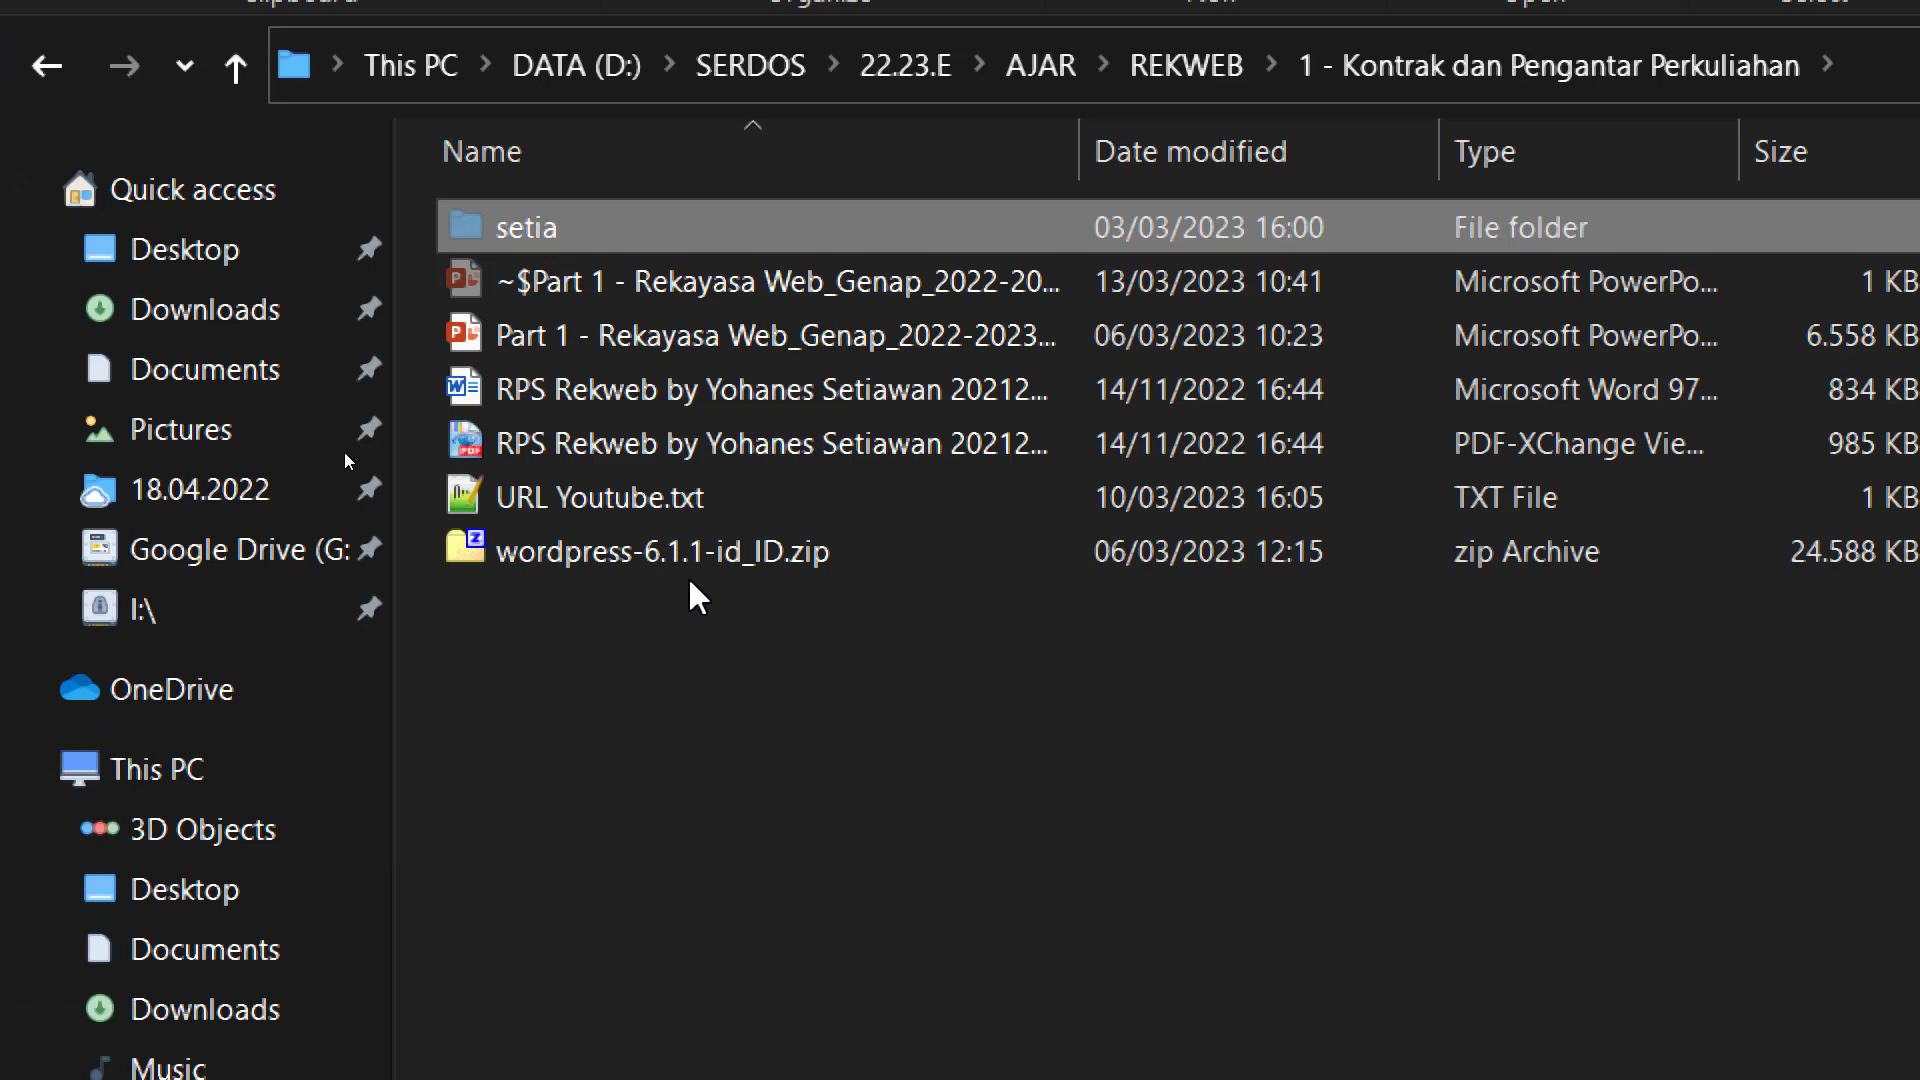 This PC > DATA (D:) > SERDOS > 22.23.E > AJAR > REKWEB > 1 - Kontrak dan Pengantar Perkuliahan >
Name Date modified Type Size
Quick access
Desktop
Downloads
Documents
Pictures
18.04.2022
Google Drive (G:
I:\
OneDrive
This PC
3D Objects
Desktop
Documents
Downloads
Music
setia 03/03/2023 16:00 File folder
~$Part 1 - Rekayasa Web_Genap_2022-20... 13/03/2023 10:41 Microsoft PowerPo... 1 KB
Part 1 - Rekayasa Web_Genap_2022-2023... 06/03/2023 10:23 Microsoft PowerPo... 6.558 KB
RPS Rekweb by Yohanes Setiawan 20212... 14/11/2022 16:44 Microsoft Word 97... 834 KB
RPS Rekweb by Yohanes Setiawan 20212... 14/11/2022 16:44 PDF-XChange Vie... 985 KB
URL Youtube.txt 10/03/2023 16:05 TXT File 1 KB
wordpress-6.1.1-id_ID.zip 06/03/2023 12:15 zip Archive 24.588 KB